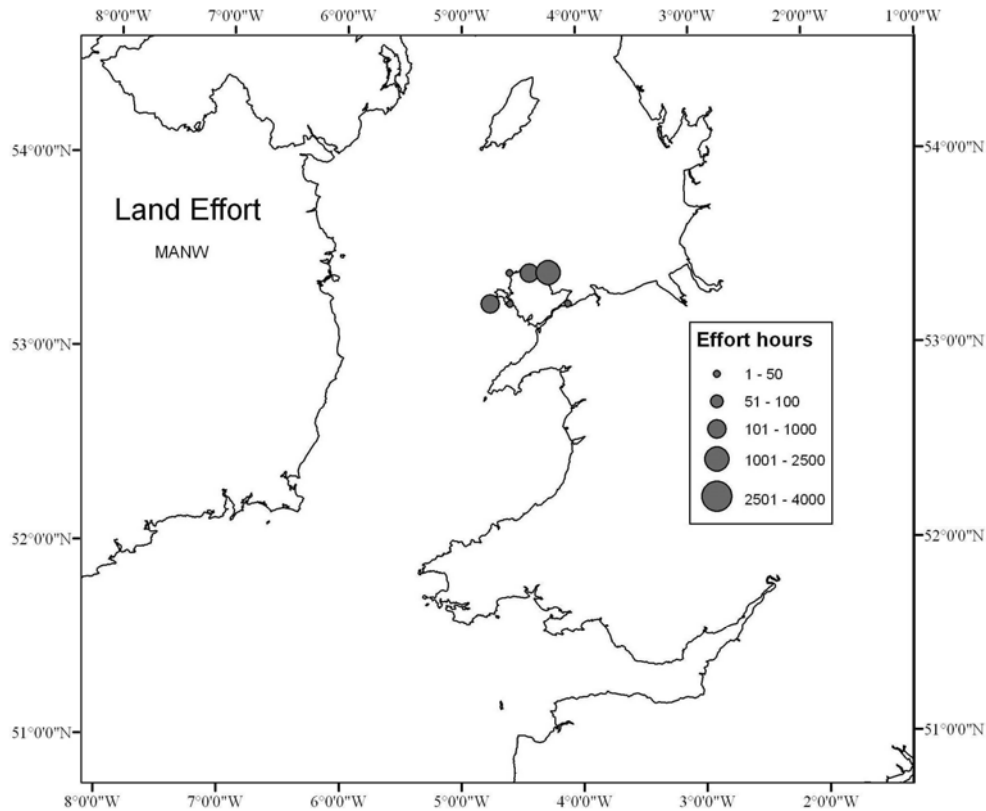 8°0'0"W 7°0'0"W 6°0'0"W 5°0'0"W 4°0'0"W 3°0'0"W 2°0'0"W 1°0'0"W
54°0'0"N 54°0'0"N
Land Effort
MANW
53°0'0"N 53°0'0"N
Effort hours
1 - 50
51 - 100
101 - 1000
1001 - 2500
2501 - 4000
52°0'0"N 52°0'0"N
51°0'0"N 51°0'0"N
8°0'0"W 7°0'0"W 6°0'0"W 5°0'0"W 4°0'0"W 3°0'0"W 2°0'0"W